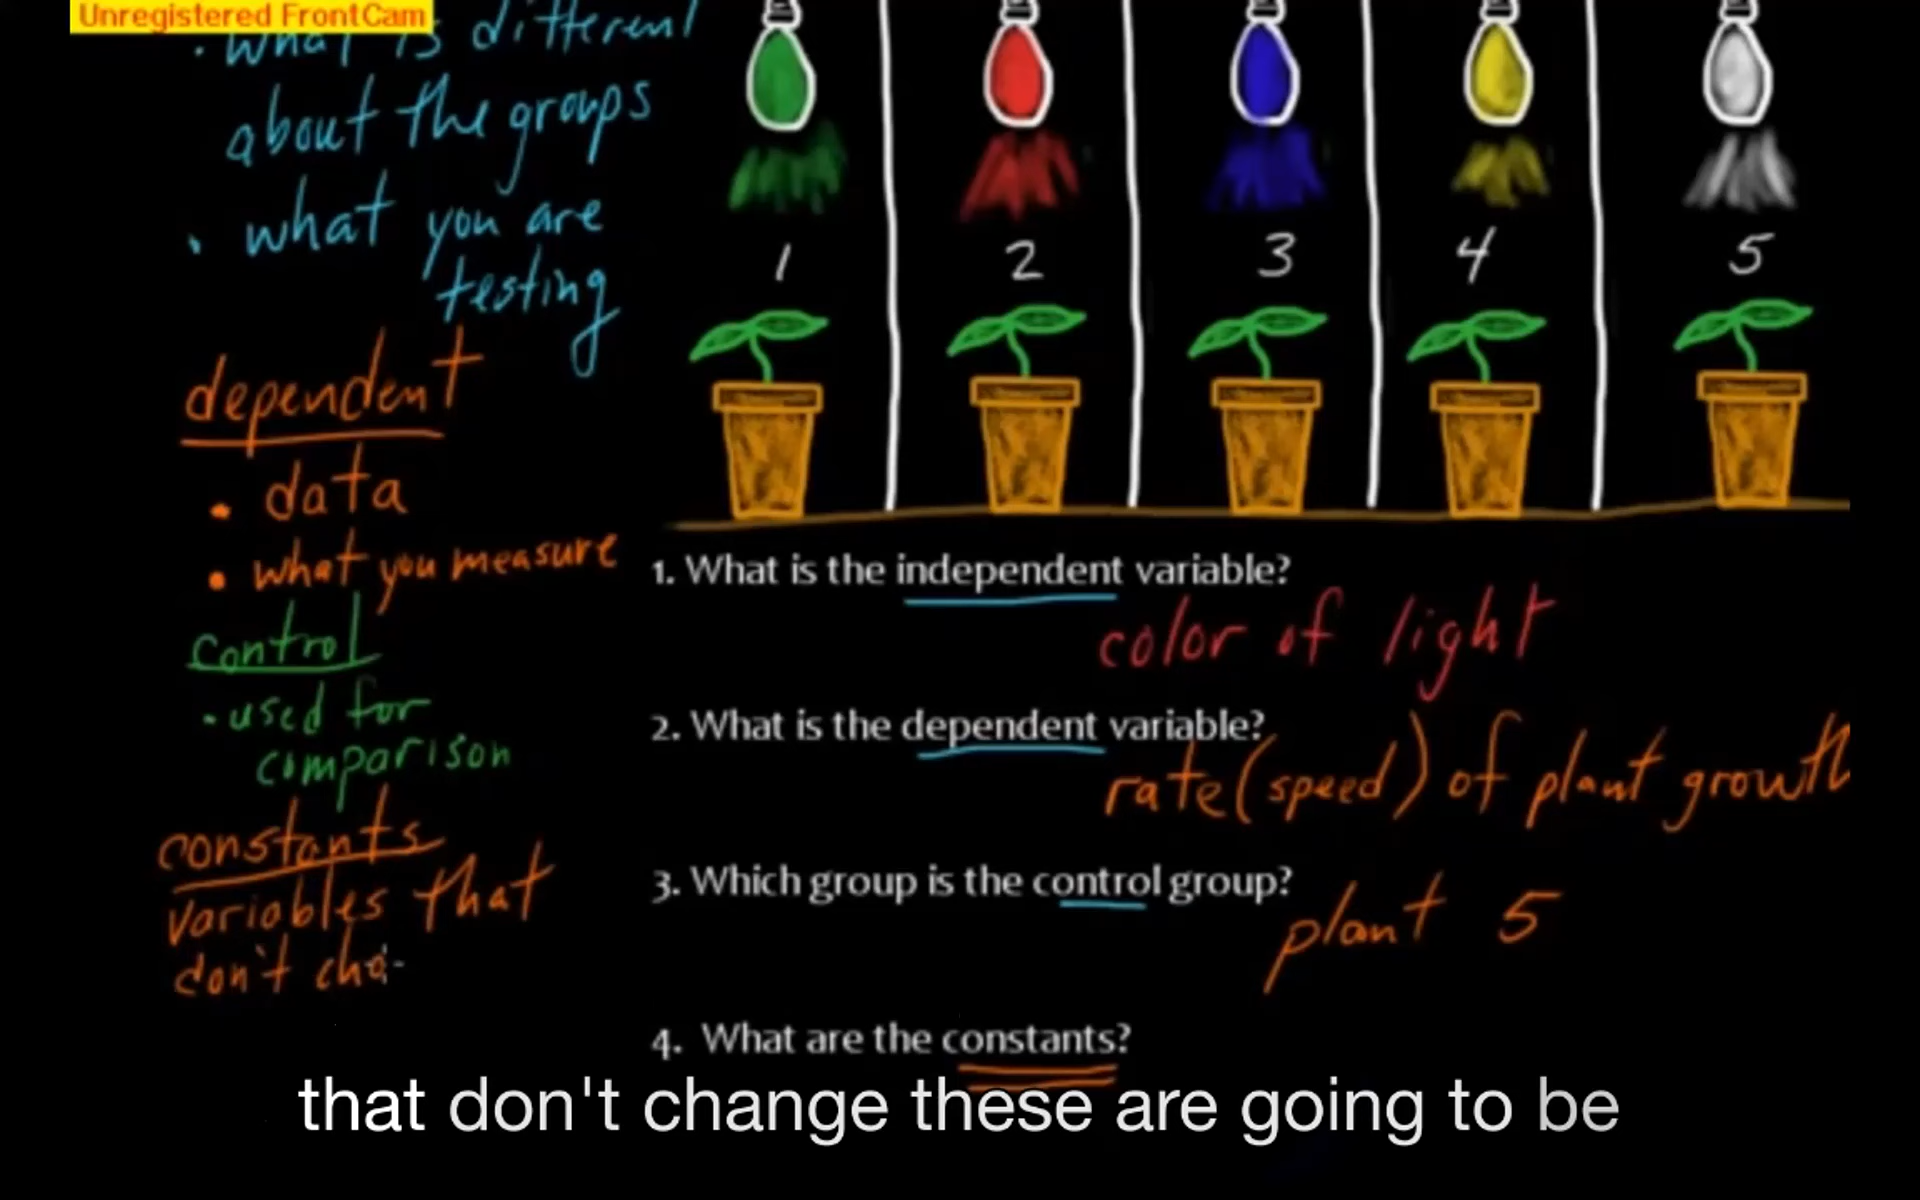 Unregistered FrontCam
• What is different
about the groups
• what you are
testing
dependent
• data
• what you measure
control
• used for
comparison
constants
variables that
don't cha
1
2
3
4
5
1. What is the independent variable?
color of light
2. What is the dependent variable?
rate (speed) of plant growth
3. Which group is the control group?
plant 5
4. What are the constants?
that don't change these are going to be